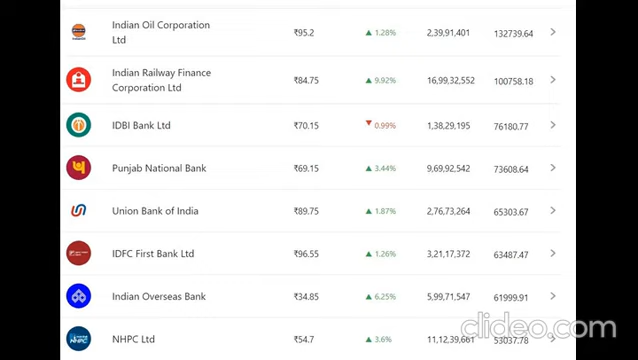 Indian Oil Corporation
Ltd
₹95.2 ▲ 1.28% 2,39,91,401 132739.64
Indian Railway Finance
Corporation Ltd
₹84.75 ▲ 9.92% 16,99,32,552 100758.18
IDBI Bank Ltd ₹70.15 ▼ 0.99% 1,38,29,195 76180.77
Punjab National Bank ₹69.15 ▲ 3.44% 9,69,92,542 73608.64
Union Bank of India ₹89.75 ▲ 1.87% 2,76,73,264 65303.67
IDFC First Bank Ltd ₹96.55 ▲ 1.26% 3,21,17,372 63487.47
Indian Overseas Bank ₹34.85 ▲ 6.25% 5,99,71,547 61999.91
NHPC Ltd ₹54.7 ▲ 3.6% 11,12,39,661 53037.78
clideo.com